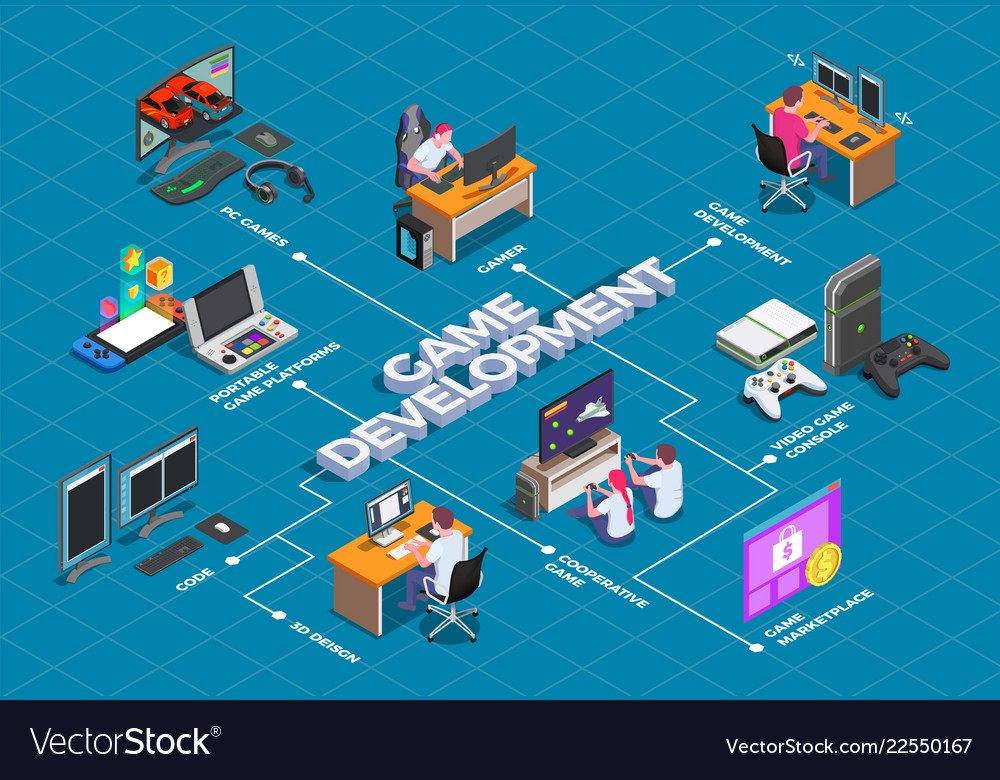 </>
</>
PC GAMES
GAMER
GAME
DEVELOPMENT
?
GAME
DEVELOPMENT
PORTABLE
GAME PLATFORMS
VIDEO GAME
CONSOLE
CODE
3D DEISGN
COOPERATIVE
GAME
$
$
GAME
MARKETPLACE
VectorStock®
VectorStock.com/22550167